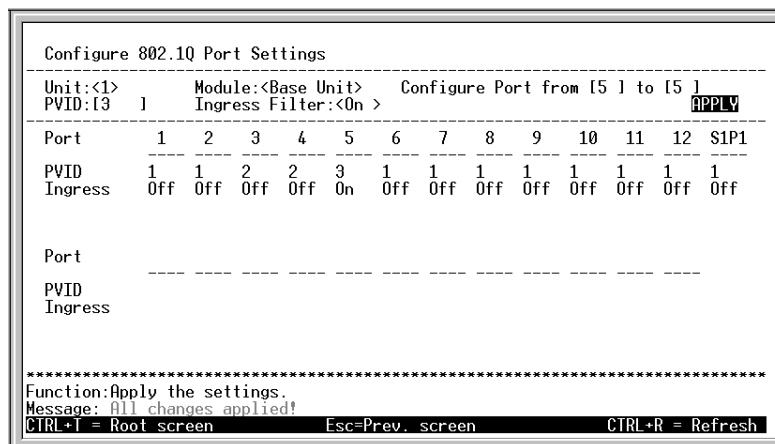 Configure 802.1Q Port Settings
Unit:<1> Module:<Base Unit> Configure Port from [5 ] to [5 ]
PVID:[3 ] Ingress Filter:<On > APPLY
Port 1 2 3 4 5 6 7 8 9 10 11 12 S1P1
PVID 1 1 2 2 3 1 1 1 1 1 1 1 1
Ingress Off Off Off Off On Off Off Off Off Off Off Off Off
Port
PVID
Ingress
Function:Apply the settings.
Message: All changes applied!
CTRL+T = Root screen Esc=Prev. screen CTRL+R = Refresh